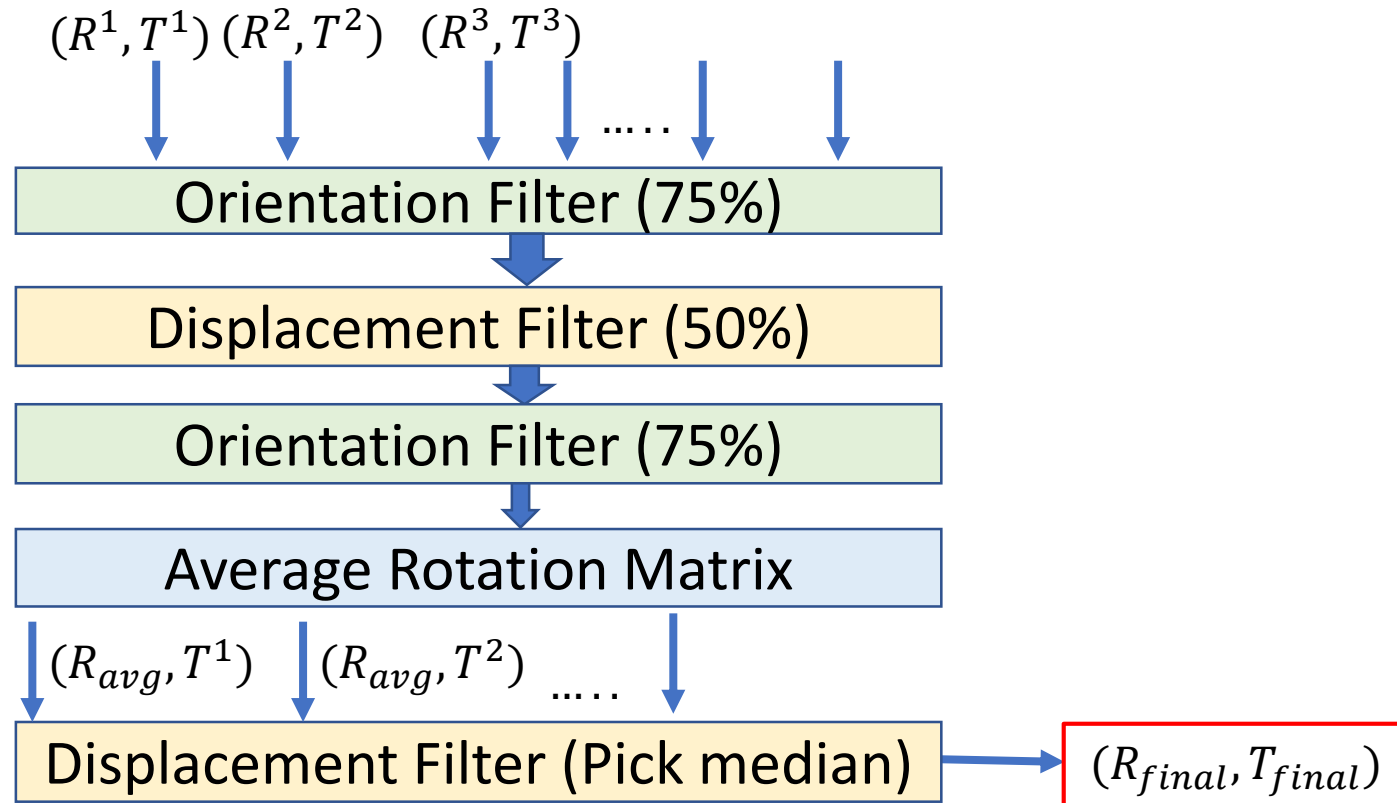 (R¹, T¹) (R², T²) (R³, T³)
…..
Orientation Filter (75%)
Displacement Filter (50%)
Orientation Filter (75%)
Average Rotation Matrix
(R_avg, T¹) (R_avg, T²) …..
Displacement Filter (Pick median) (R_final, T_final)